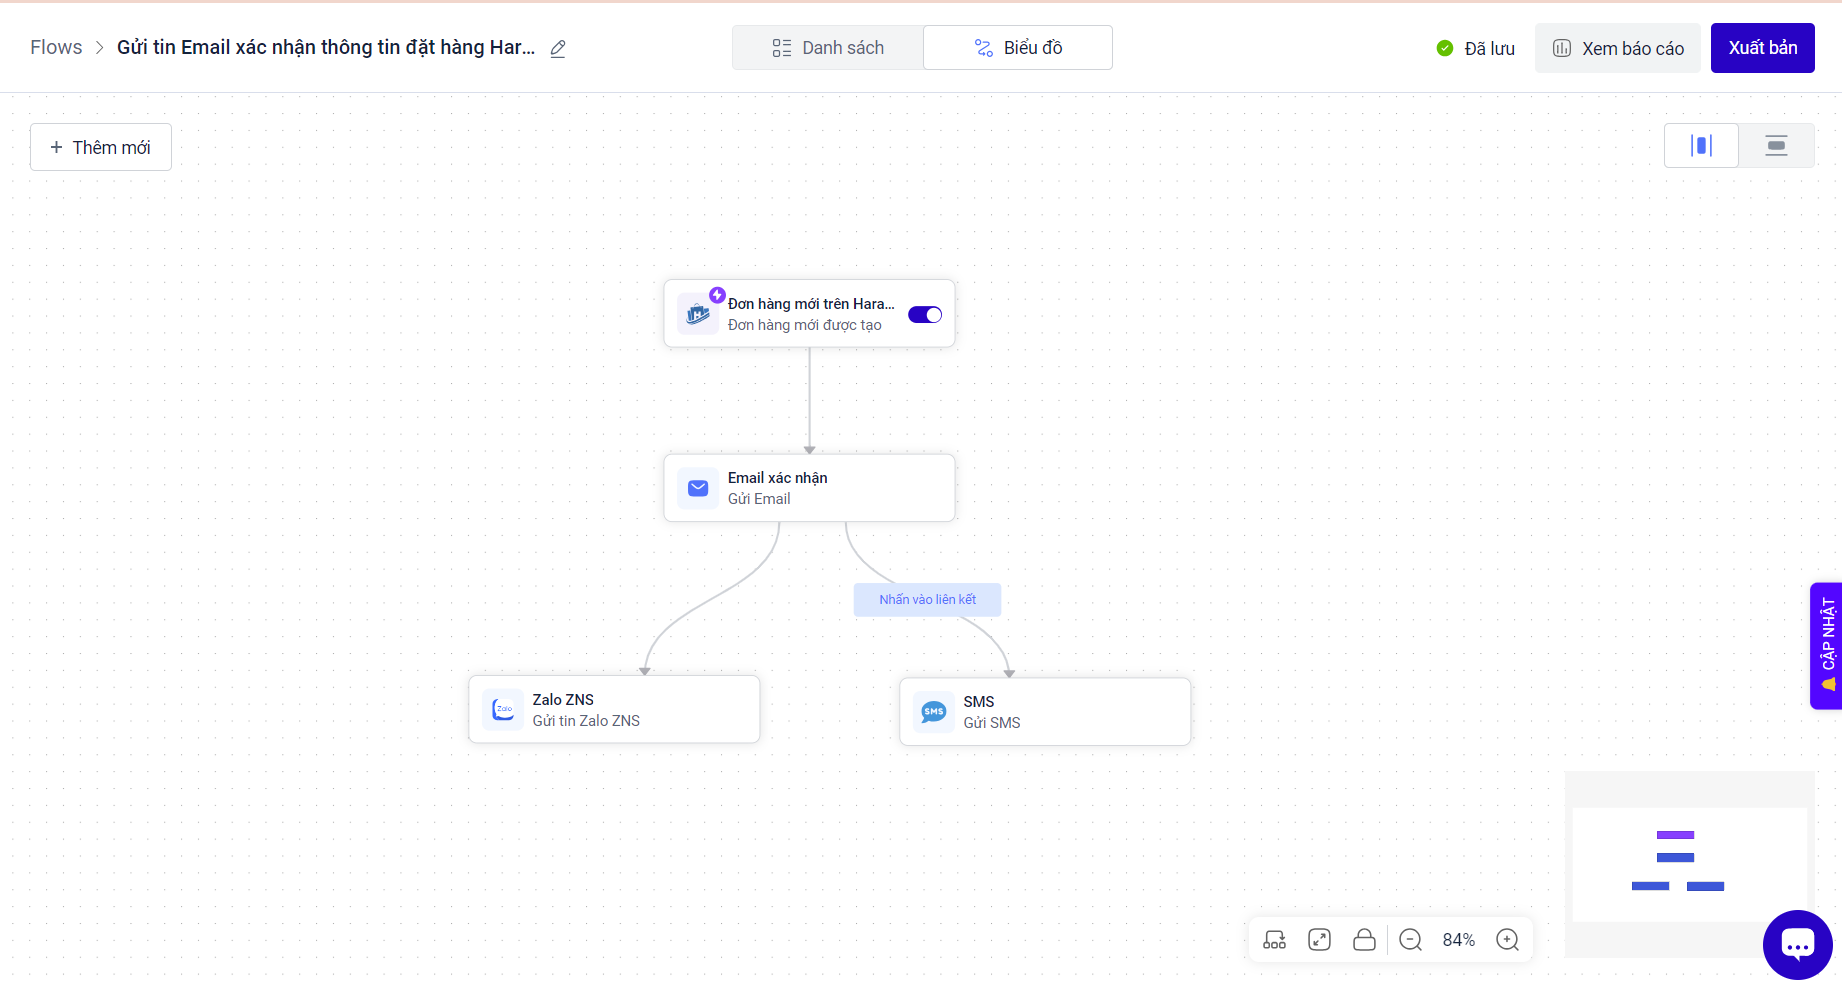 Flows > Gửi tin Email xác nhận thông tin đặt hàng Har...
Danh sách
Biểu đồ
Đã lưu
Xem báo cáo
Xuất bản
+ Thêm mới
Đơn hàng mới trên Hara...
Đơn hàng mới được tạo
Email xác nhận
Gửi Email
Nhấn vào liên kết
CẬP NHẬT
Zalo
Zalo ZNS
Gửi tin Zalo ZNS
SMS
SMS
Gửi SMS
84%